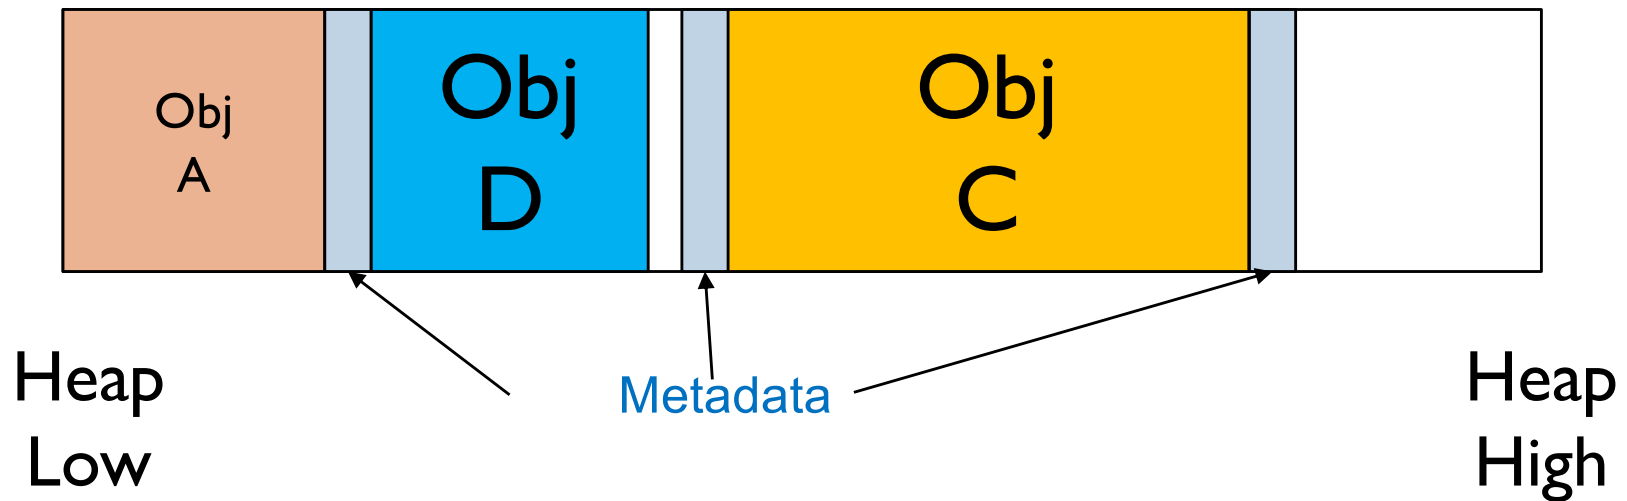 Obj
A
Obj
D
Obj
C
Metadata
Heap
Low
Heap
High